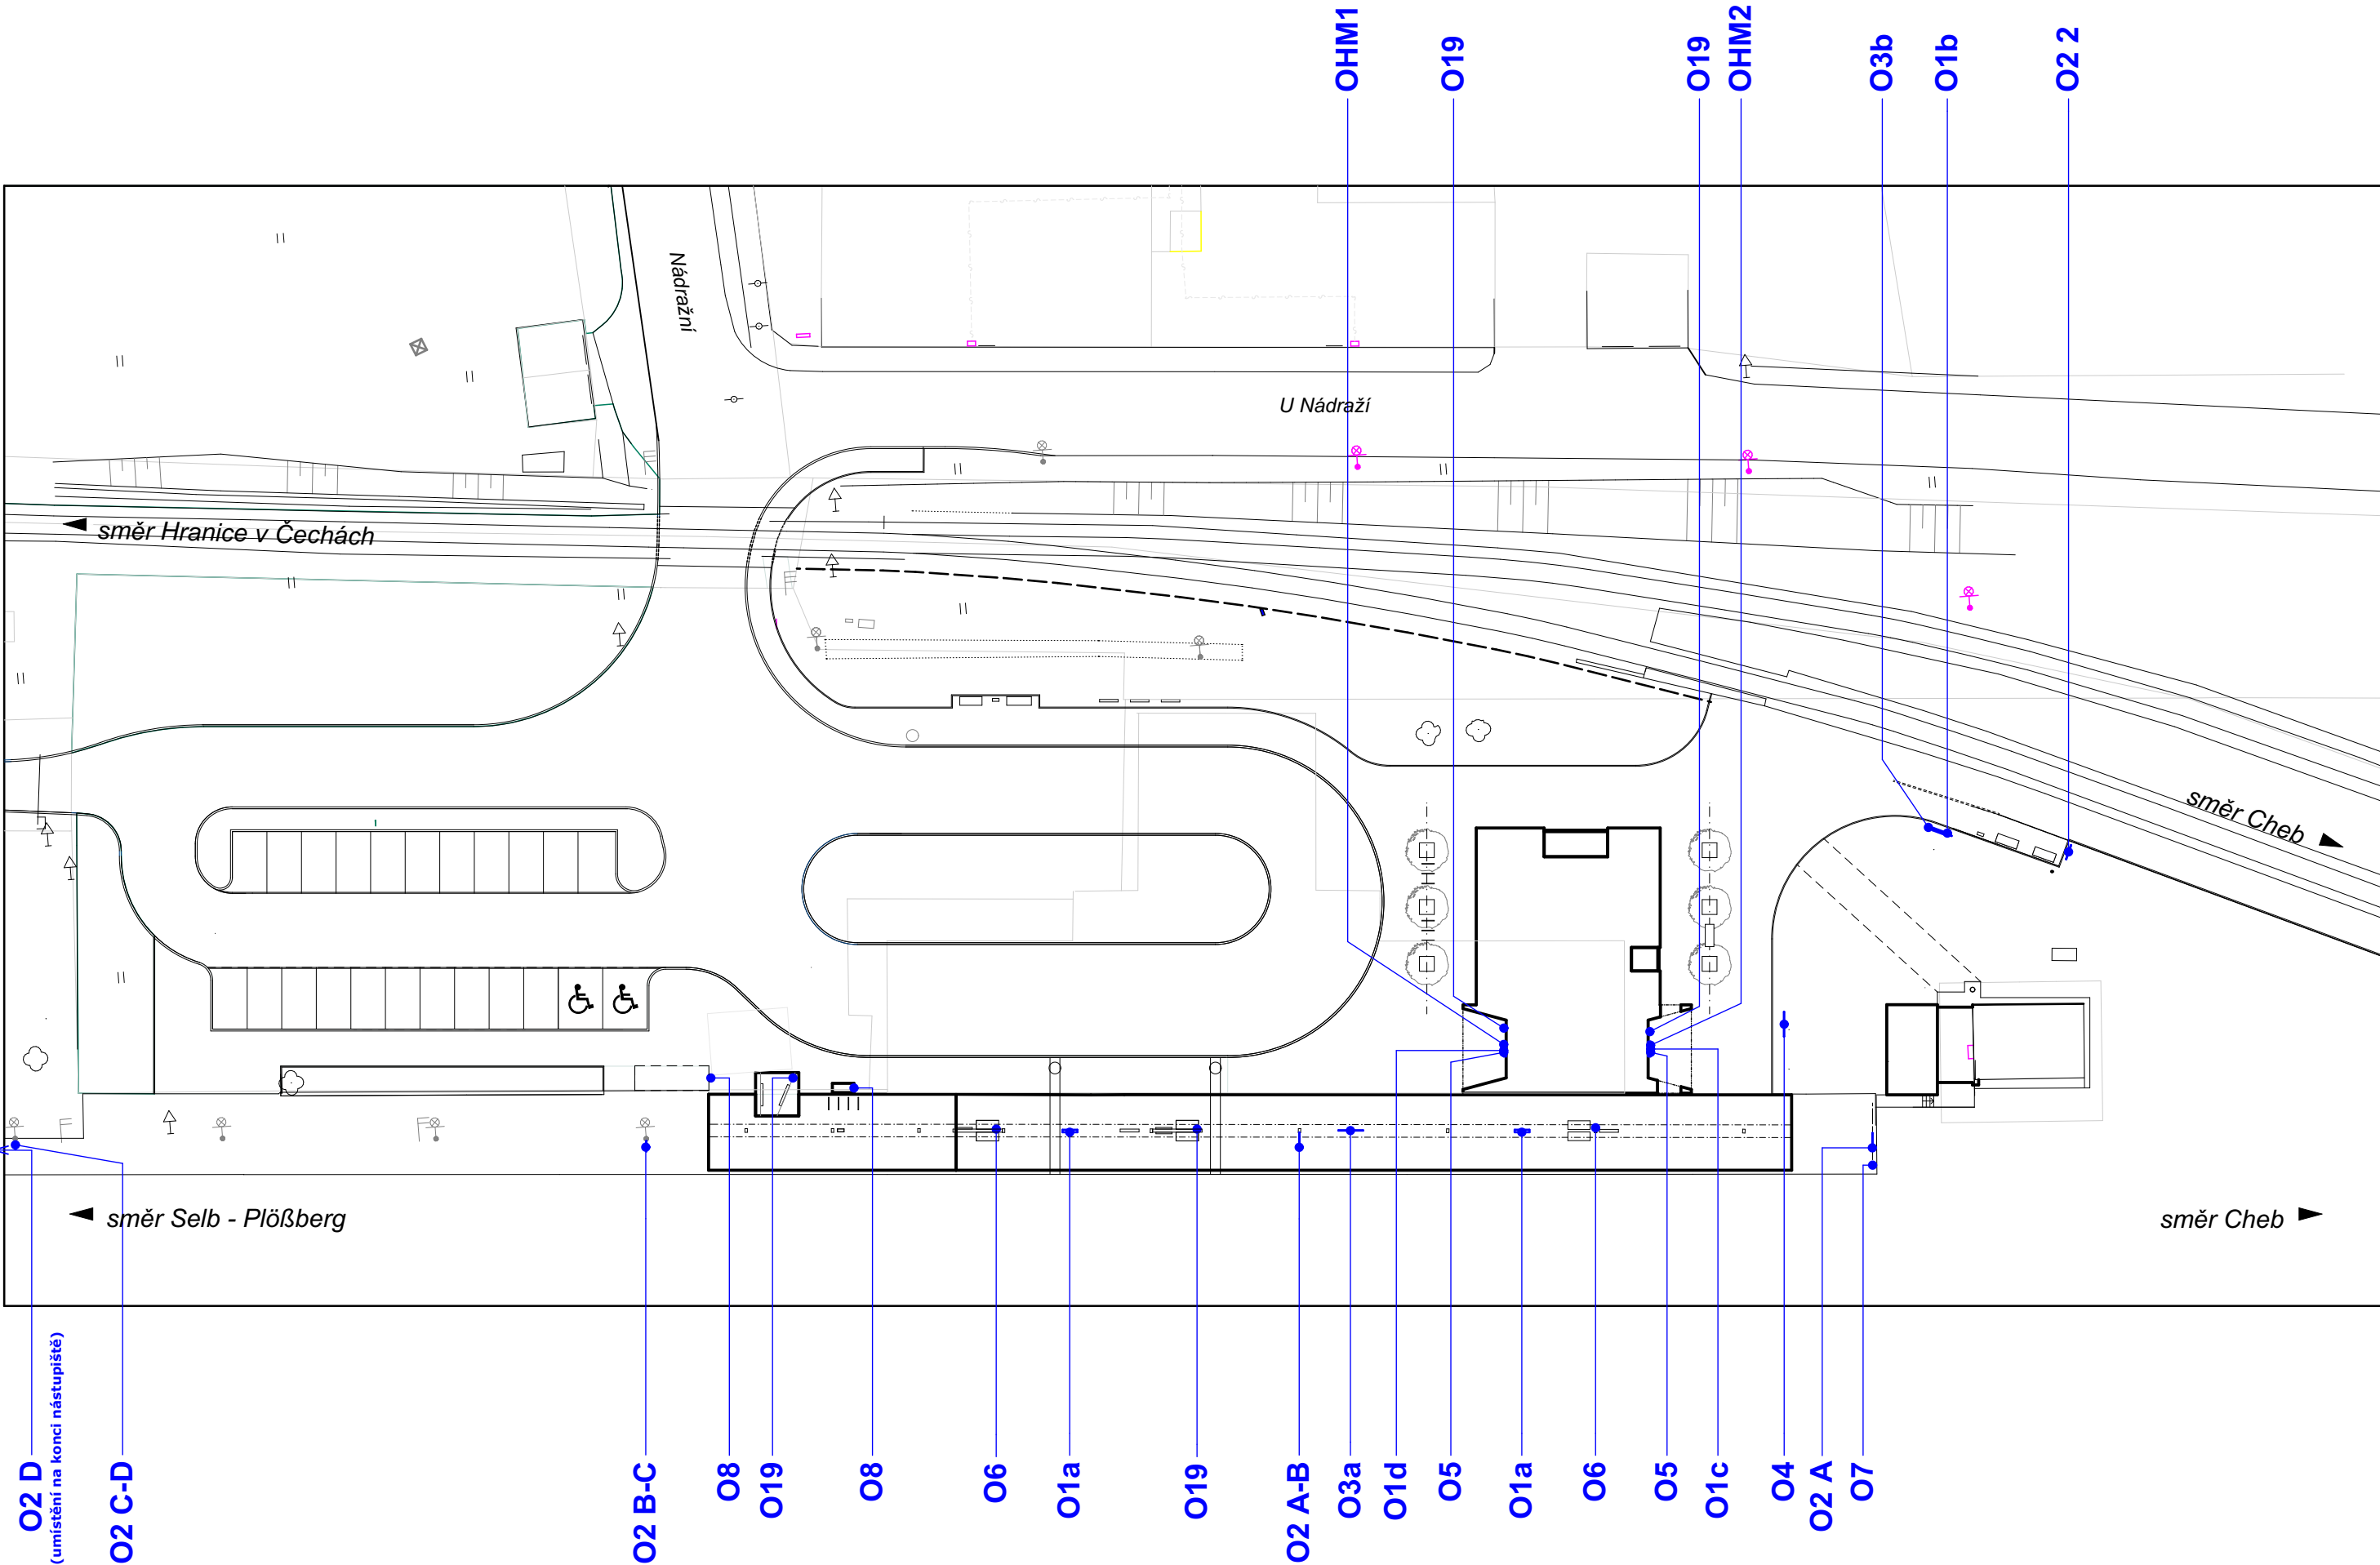 OHM1
O19
O19
OHM2
O3b
O1b
O2 2
Nádražní
U Nádraží
směr Hranice v Čechách
směr Cheb
směr Selb - Plößberg
směr Cheb
O2 D
(umístění na konci nástupiště)
O2 C-D
O2 B-C
O8
O19
O8
O6
O1a
O19
O2 A-B
O3a
O1d
O5
O1a
O6
O5
O1c
O4
O2 A
O7